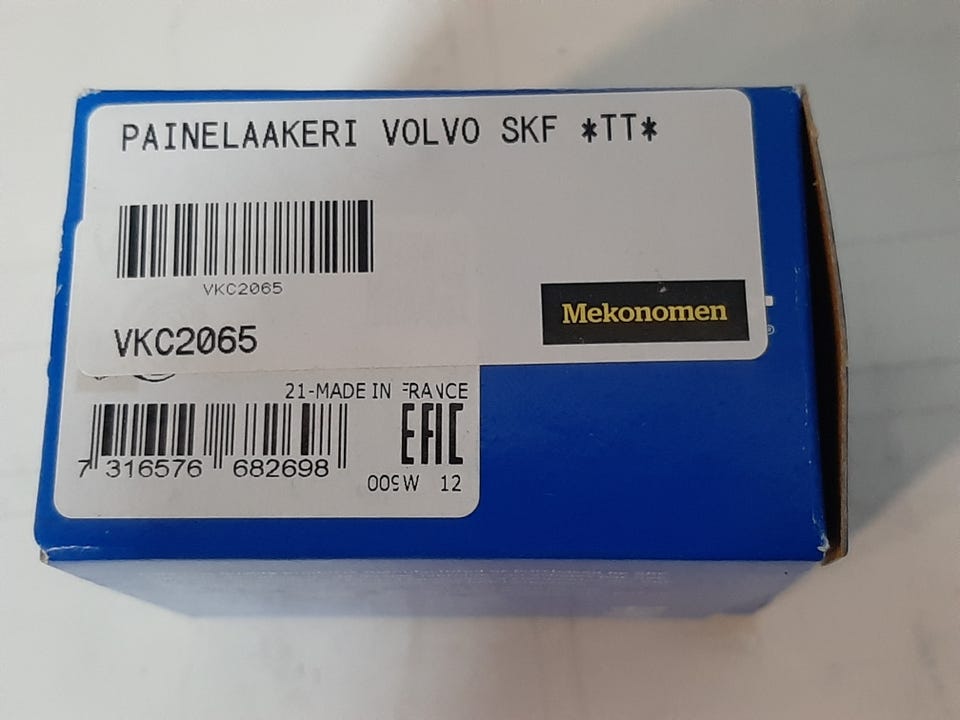 PAINELAAKERI VOLVO SKF *TT*
VKC2065
Mekonomen
VKC2065
21-MADE IN FRANCE
EAC
7 316576 682698
009W 12